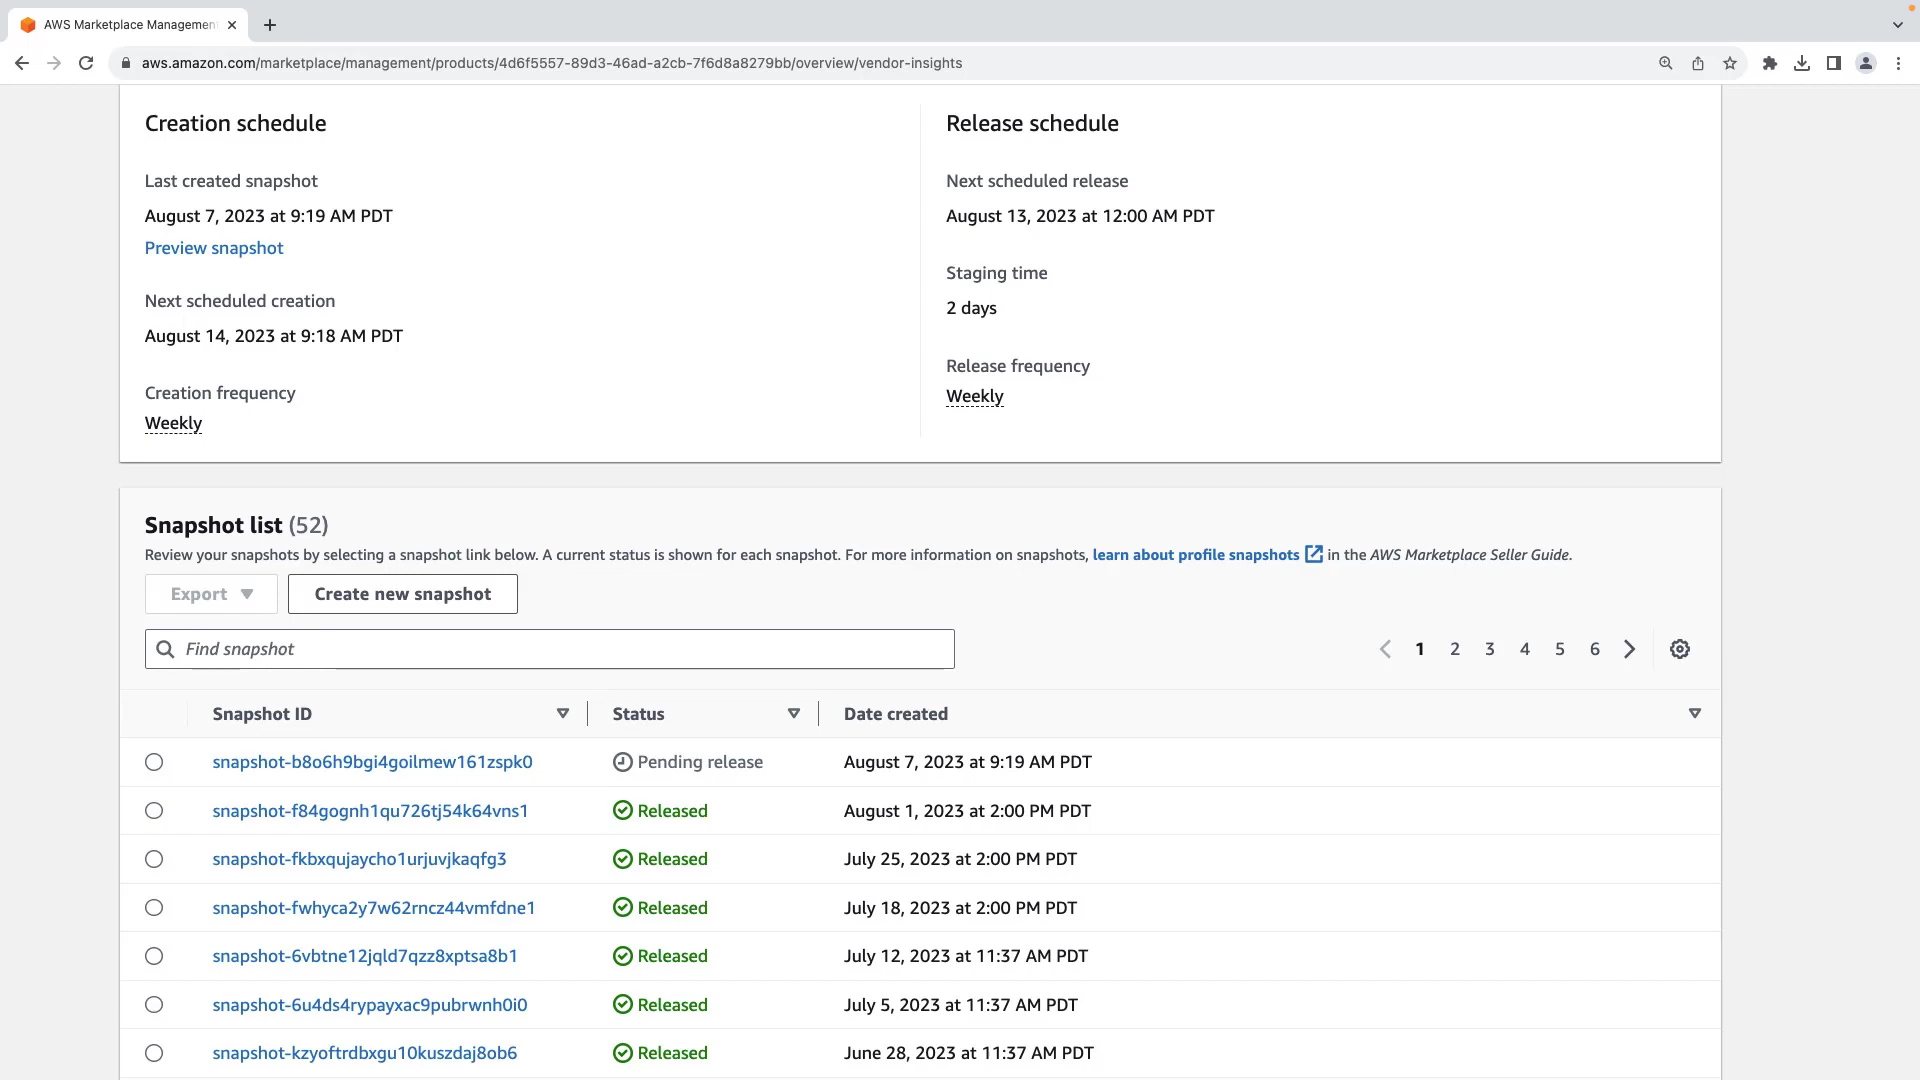 AWS Marketplace Management
aws.amazon.com/marketplace/management/products/4d6f5557-89d3-46ad-a2cb-7f6d8a8279bb/overview/vendor-insights
Creation schedule
Last created snapshot
August 7, 2023 at 9:19 AM PDT
Preview snapshot
Next scheduled creation
August 14, 2023 at 9:18 AM PDT
Creation frequency
Weekly
Release schedule
Next scheduled release
August 13, 2023 at 12:00 AM PDT
Staging time
2 days
Release frequency
Weekly
Snapshot list (52)
Review your snapshots by selecting a snapshot link below. A current status is shown for each snapshot. For more information on snapshots, learn about profile snapshots in the AWS Marketplace Seller Guide.
Export Create new snapshot
Find snapshot
1 2 3 4 5 6
Snapshot ID Status Date created
snapshot-b8o6h9bgi4goilmew161zspk0 Pending release August 7, 2023 at 9:19 AM PDT
snapshot-f84gognh1qu726tj54k64vns1 Released August 1, 2023 at 2:00 PM PDT
snapshot-fkbxqujaycho1urjuvjkaqfg3 Released July 25, 2023 at 2:00 PM PDT
snapshot-fwhyca2y7w62rncz44vmfdne1 Released July 18, 2023 at 2:00 PM PDT
snapshot-6vbtne12jqld7qzz8xptsa8b1 Released July 12, 2023 at 11:37 AM PDT
snapshot-6u4ds4rypayxac9pubrwnh0i0 Released July 5, 2023 at 11:37 AM PDT
snapshot-kzyoftrdbxgu10kuszdaj8ob6 Released June 28, 2023 at 11:37 AM PDT